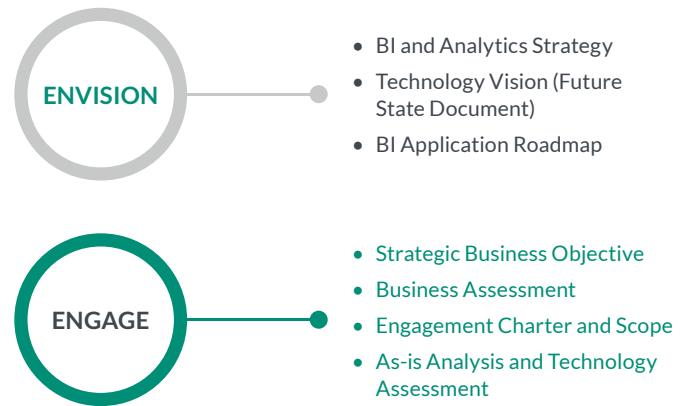 ENVISION
• BI and Analytics Strategy
• Technology Vision (Future
State Document)
• BI Application Roadmap
ENGAGE
• Strategic Business Objective
• Business Assessment
• Engagement Charter and Scope
• As-is Analysis and Technology
Assessment